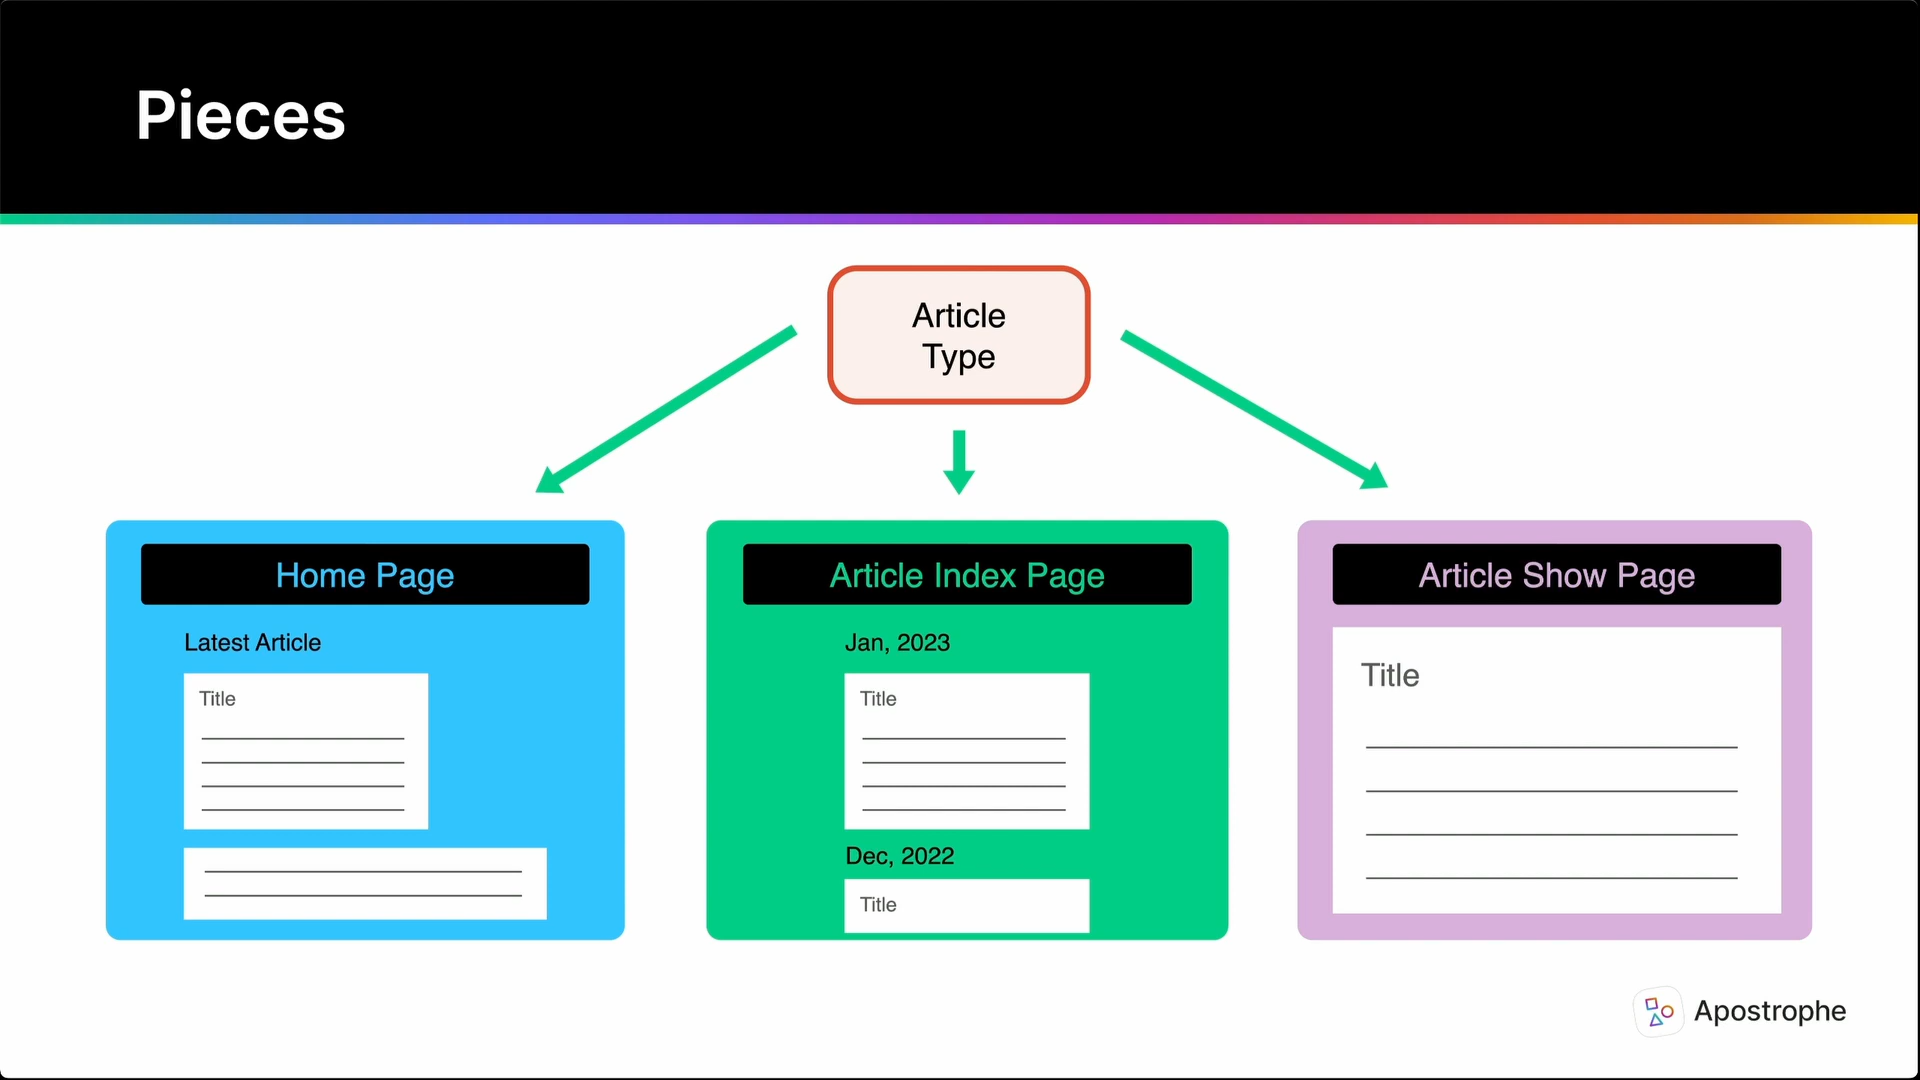 Pieces
Article
Type
Home Page
Latest Article
Title
Article Index Page
Jan, 2023
Title
Dec, 2022
Title
Article Show Page
Title
Apostrophe